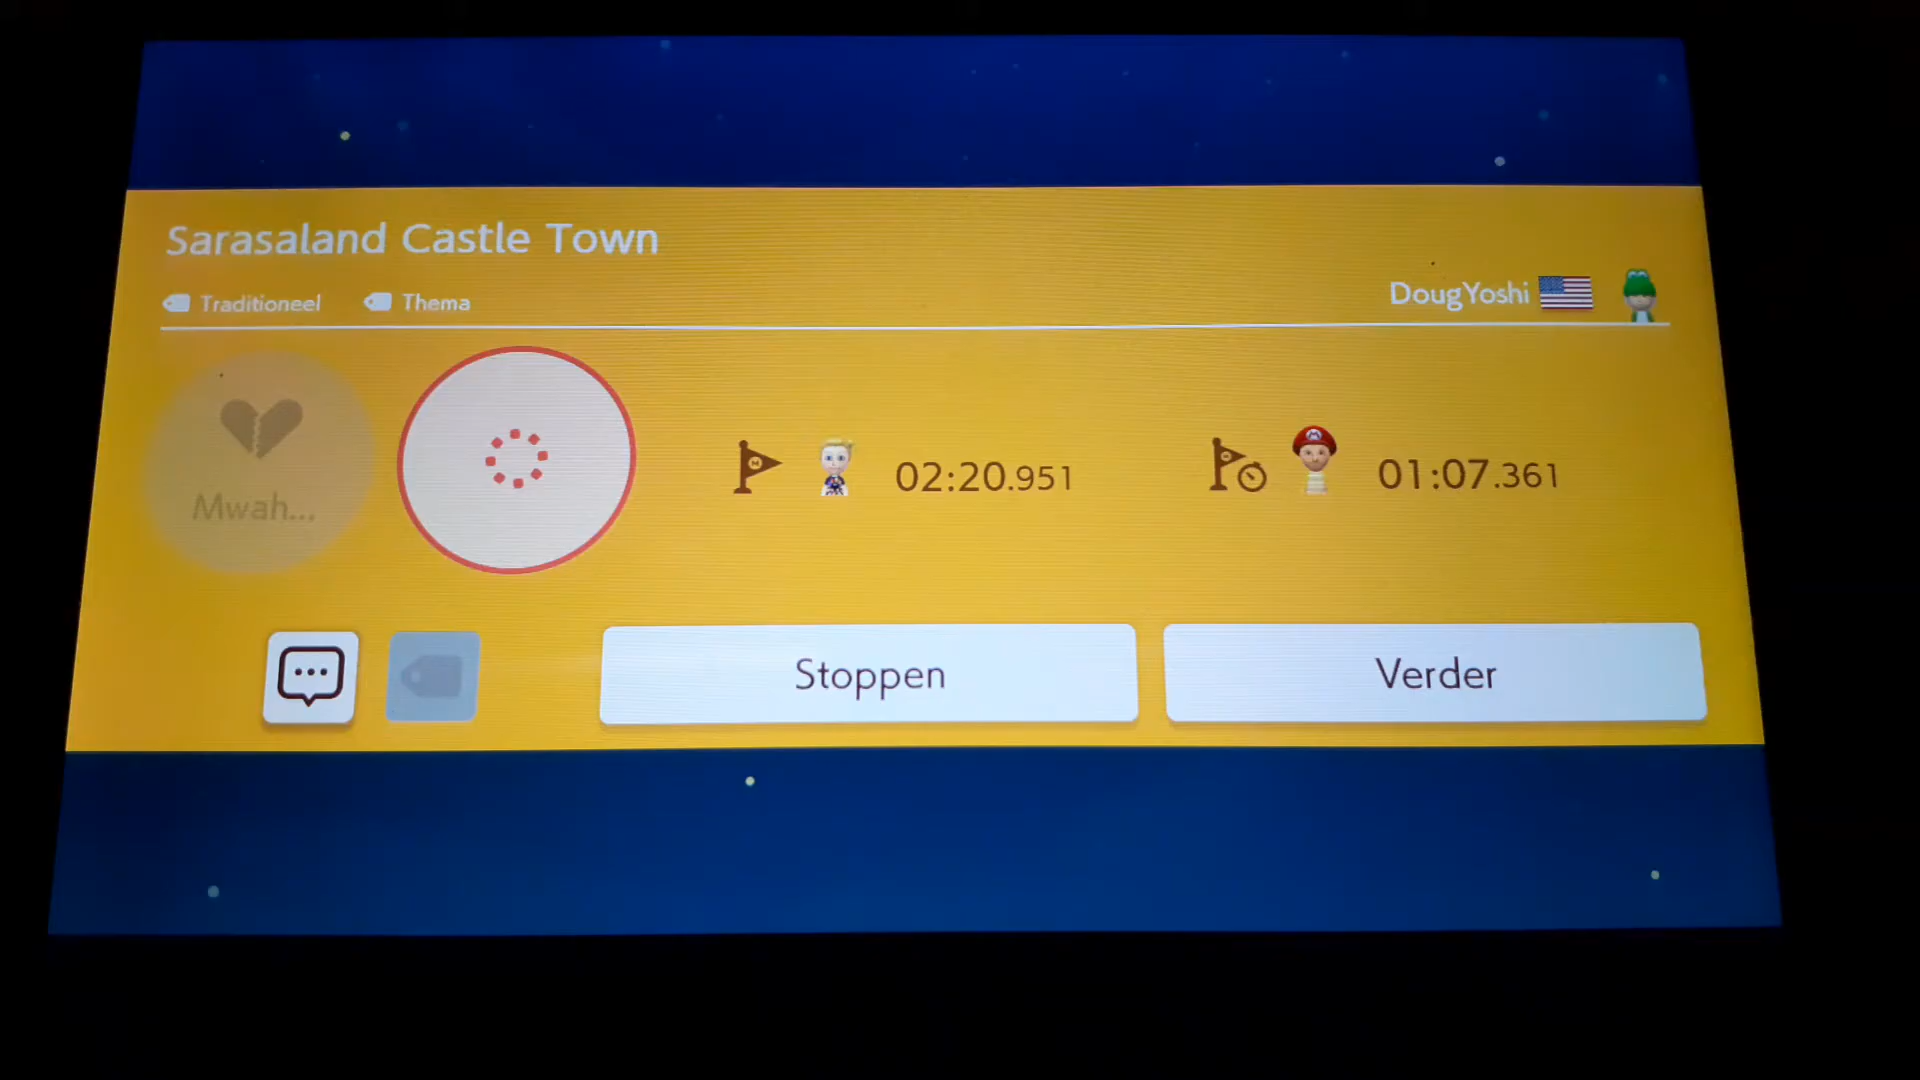 Sarasaland Castle Town
Traditioneel Thema
DougYoshi
Mwah...
02:20.951
01:07.361
Stoppen
Verder